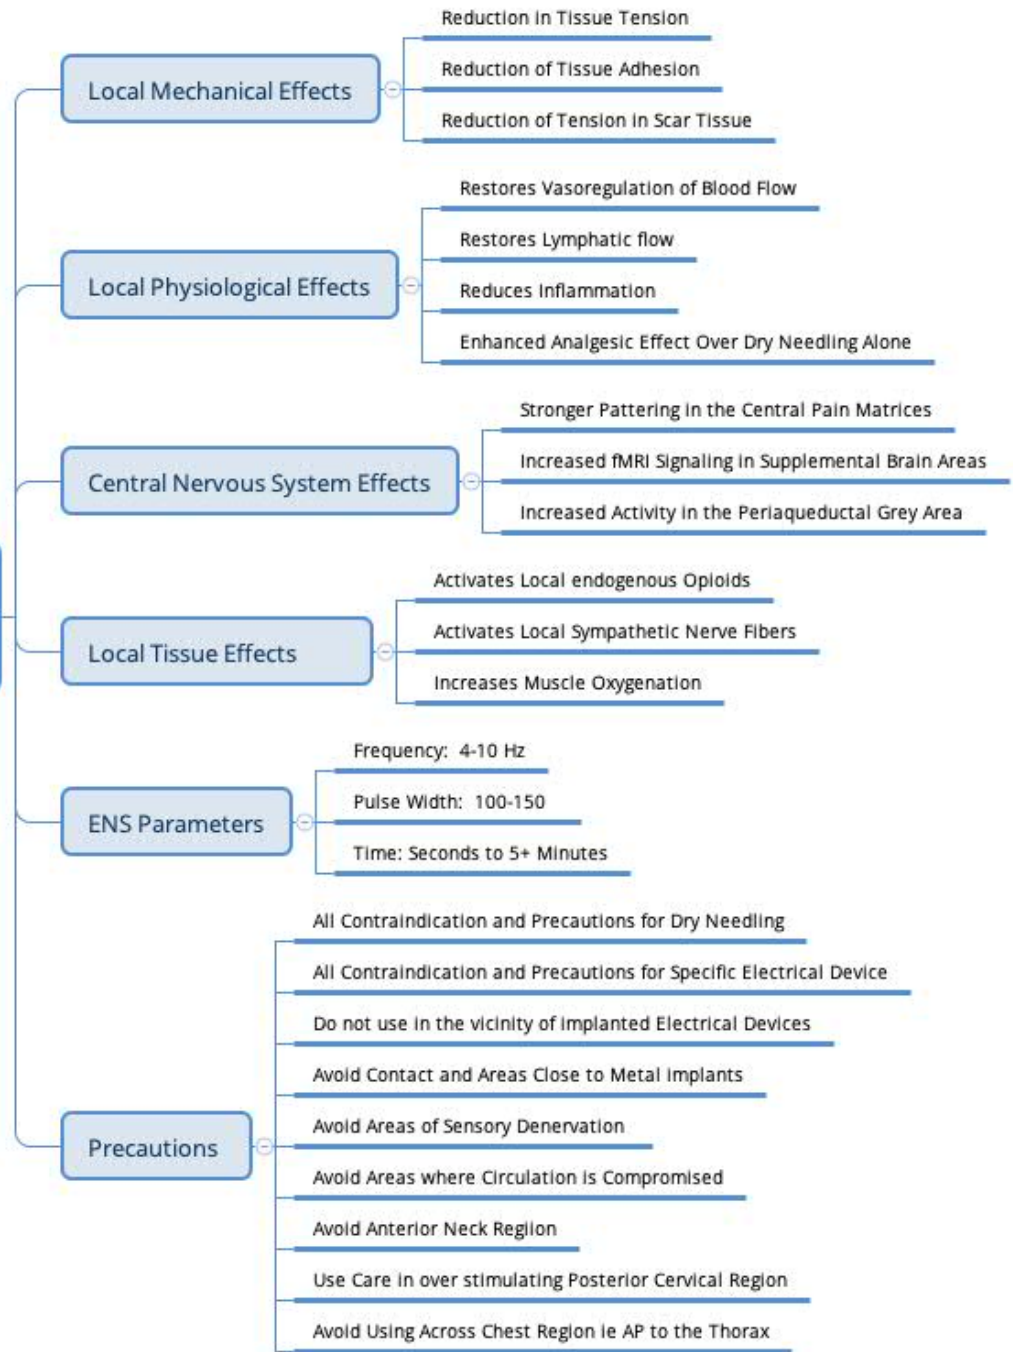 Local Mechanical Effects
Reduction in Tissue Tension
Reduction of Tissue Adhesion
Reduction of Tension in Scar Tissue
Local Physiological Effects
Restores Vasoregulation of Blood Flow
Restores Lymphatic flow
Reduces Inflammation
Enhanced Analgesic Effect Over Dry Needling Alone
Central Nervous System Effects
Stronger Pattering in the Central Pain Matrices
Increased fMRI Signaling in Supplemental Brain Areas
Increased Activity in the Periaqueductal Grey Area
Local Tissue Effects
Activates Local endogenous Opioids
Activates Local Sympathetic Nerve Fibers
Increases Muscle Oxygenation
ENS Parameters
Frequency:  4-10 Hz
Pulse Width:  100-150
Time: Seconds to 5+ Minutes
Precautions
All Contraindication and Precautions for Dry Needling
All Contraindication and Precautions for Specific Electrical Device
Do not use in the vicinity of Implanted Electrical Devices
Avoid Contact and Areas Close to Metal Implants
Avoid Areas of Sensory Denervation
Avoid Areas where Circulation is Compromised
Avoid Anterior Neck Regiion
Use Care in over stimulating Posterior Cervical Region
Avoid Using Across Chest Region ie AP to the Thorax